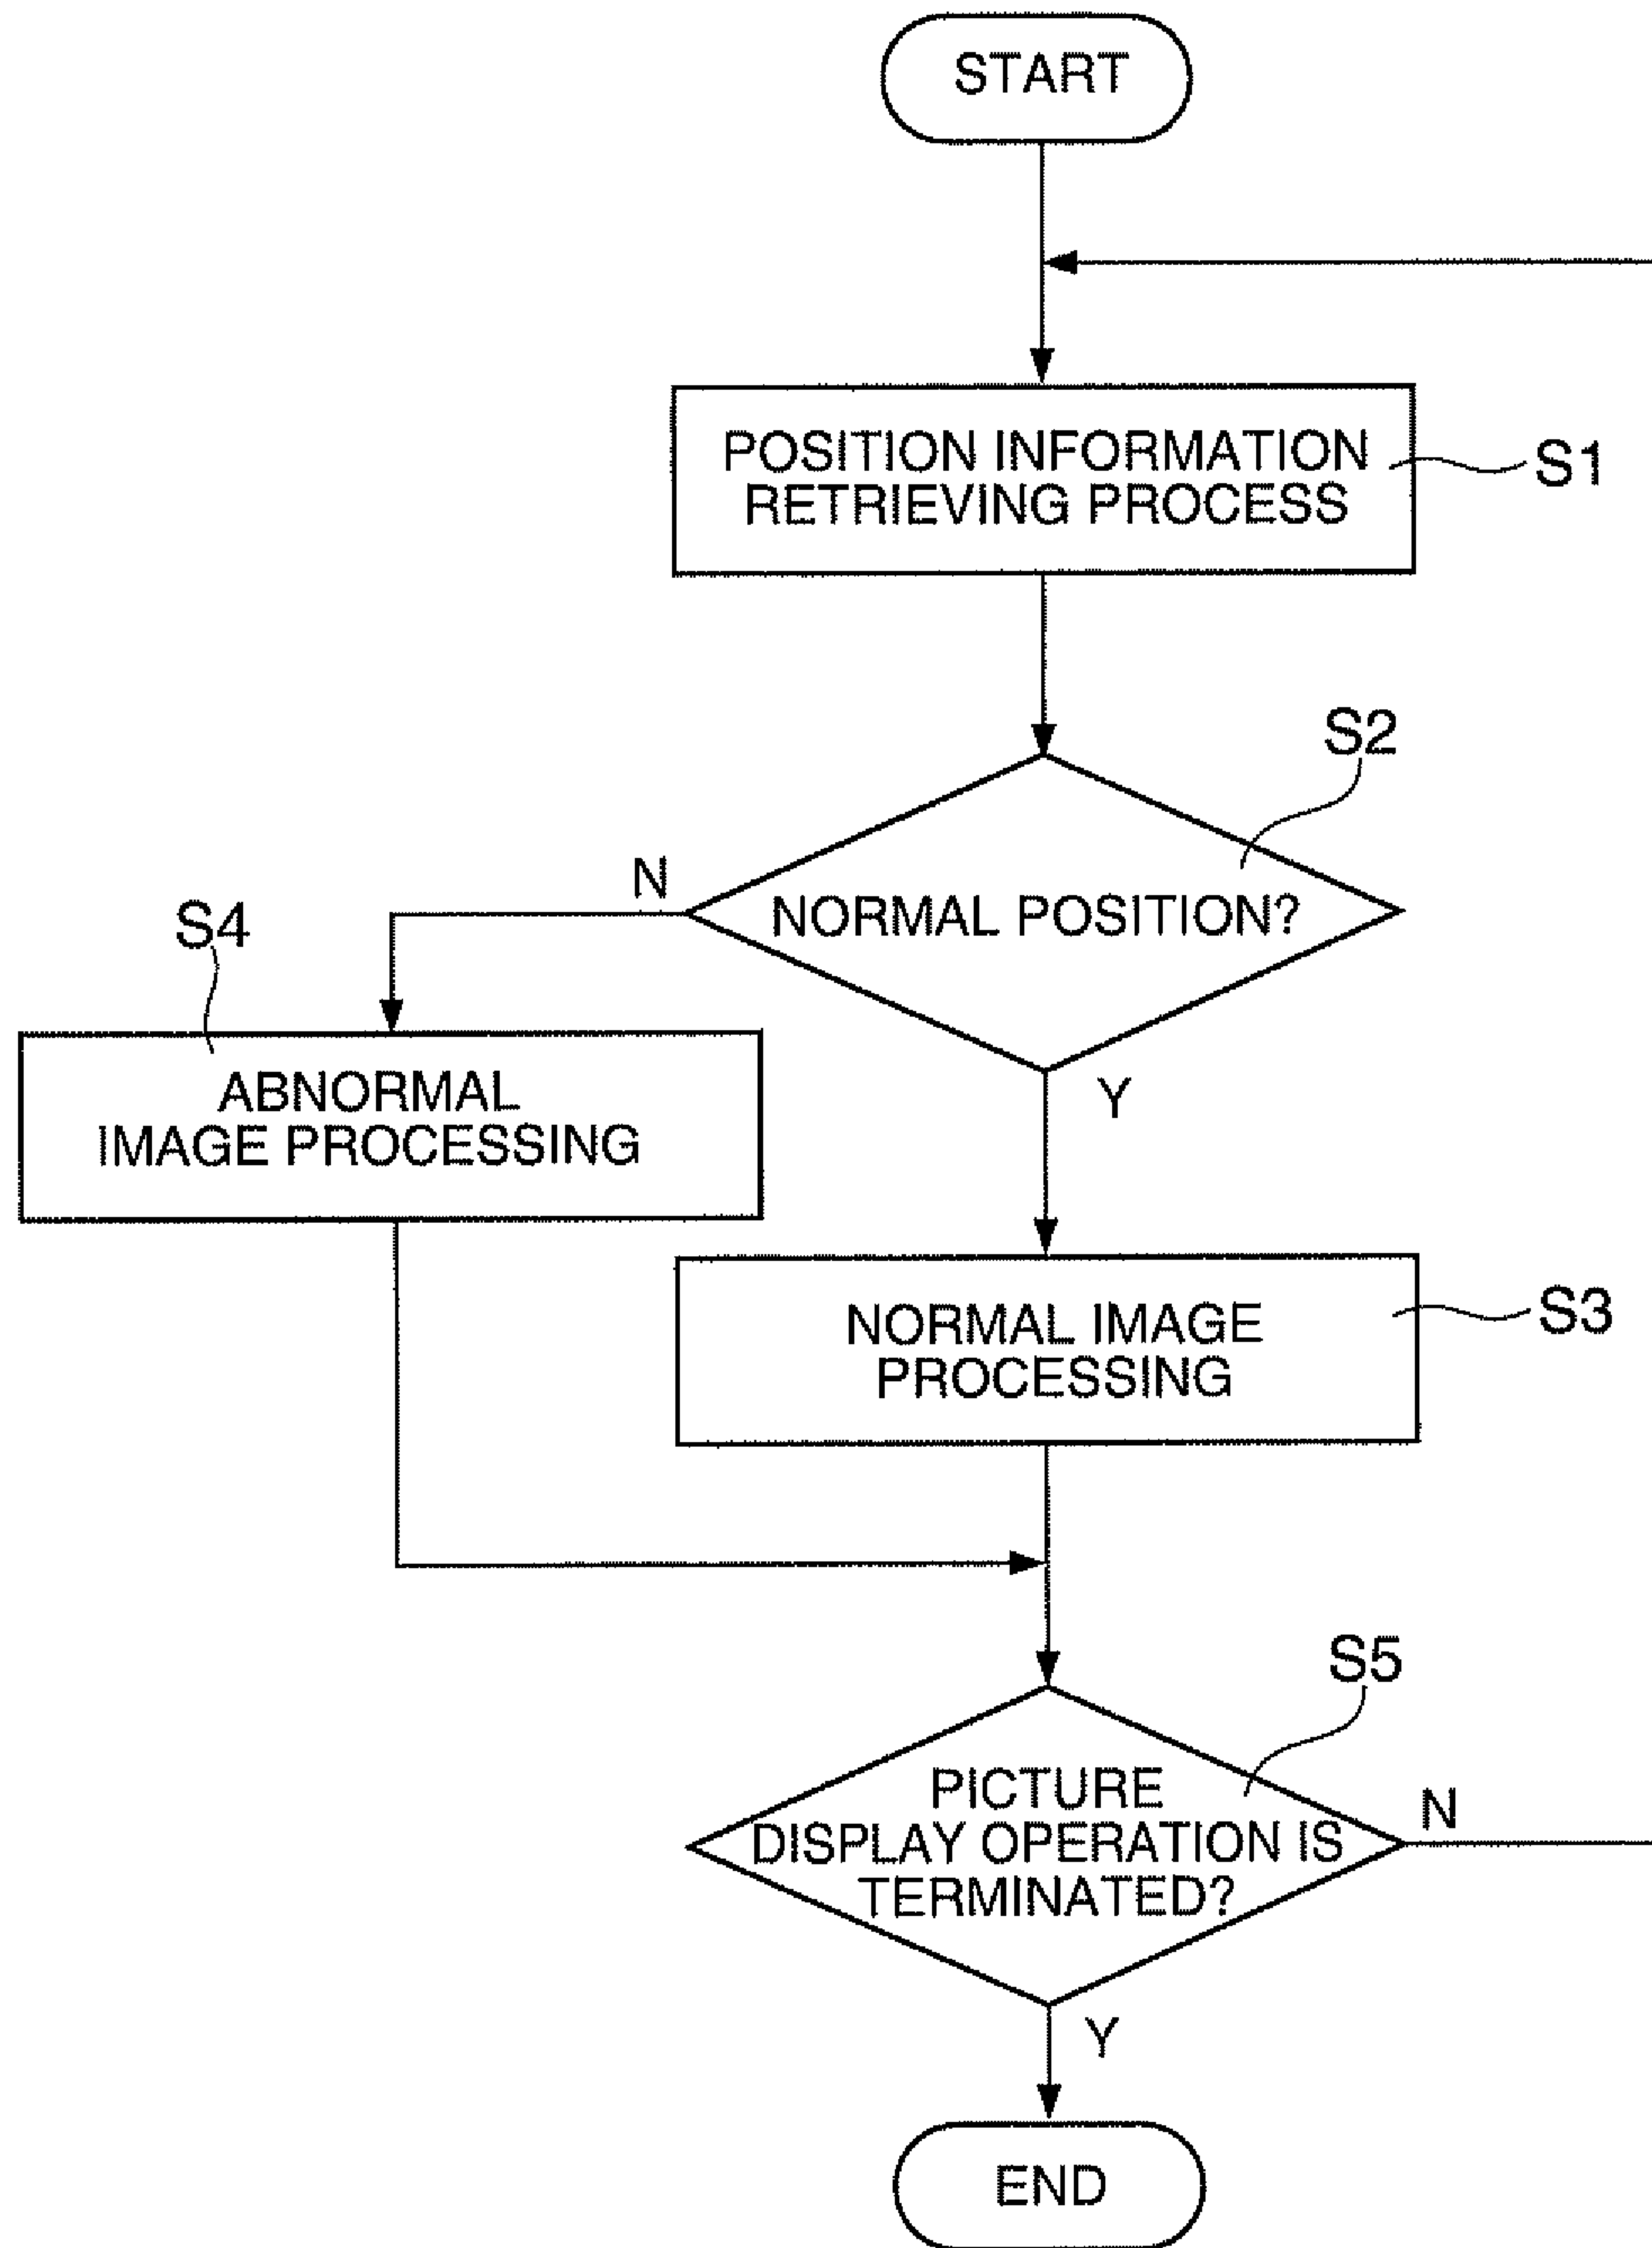 START
POSITION INFORMATION
RETRIEVING PROCESS
S1
S2
N
NORMAL POSITION?
S4
Y
ABNORMAL
IMAGE PROCESSING
NORMAL IMAGE
PROCESSING
S3
S5
PICTURE
DISPLAY OPERATION IS
TERMINATED?
N
Y
END